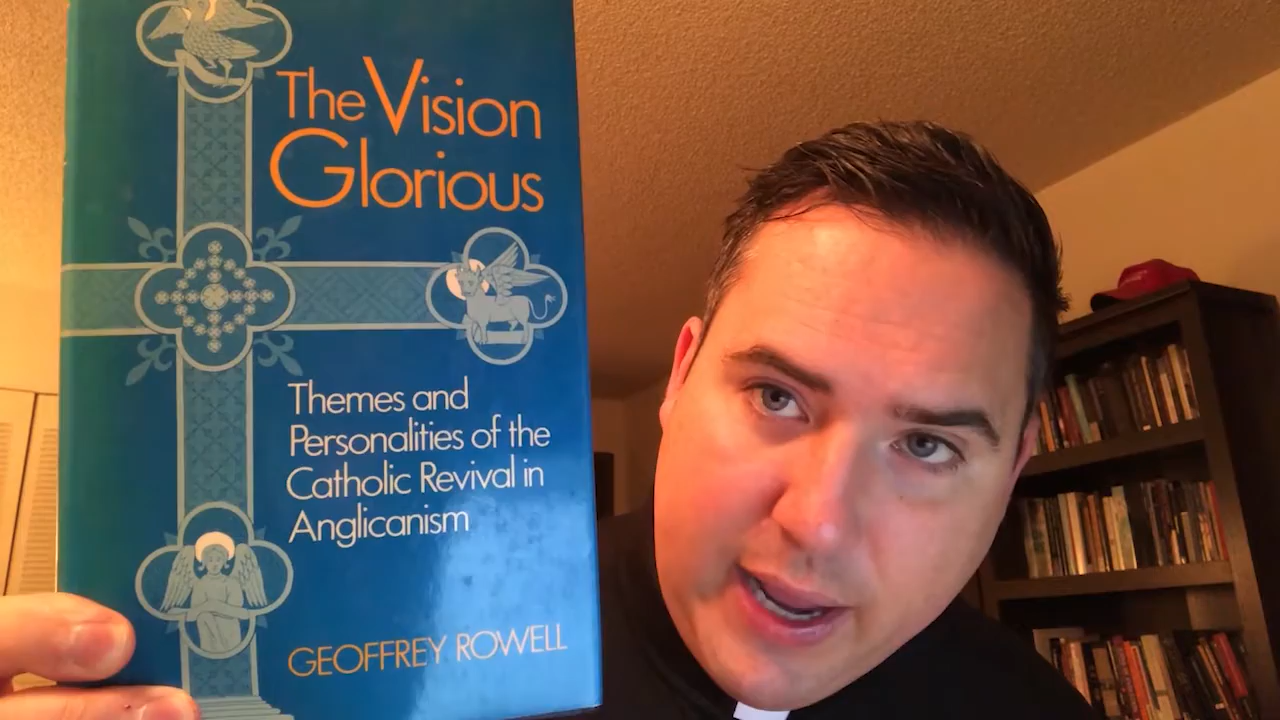 The Vision
Glorious
Themes and
Personalities of the
Catholic Revival in
Anglicanism
GEOFFREY ROWELL